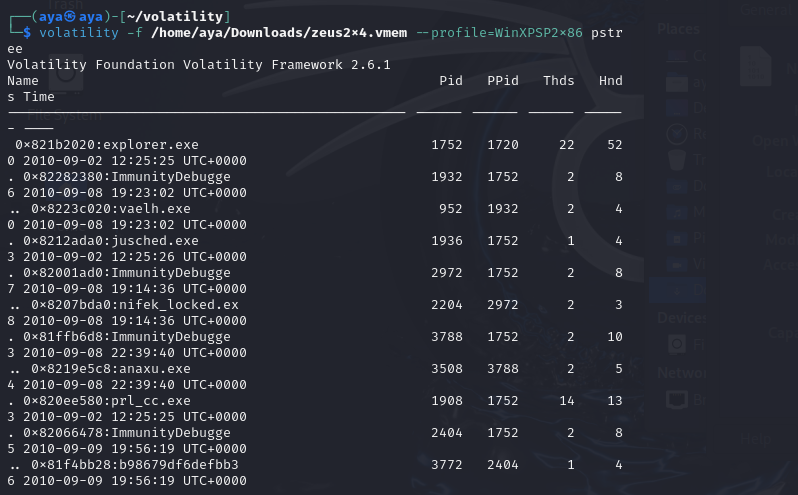 ┌──(aya㉿aya)-[~/volatility]
└─$ volatility -f /home/aya/Downloads/zeus2×4.vmem --profile=WinXPSP2×86 pstr
ee
Volatility Foundation Volatility Framework 2.6.1
Name                                                  Pid   PPid   Thds   Hnd
s Time
-------------------------------------------------- ------ ------ ------ -----
- ----
 0×821b2020:explorer.exe                             1752   1720     22    52
0 2010-09-02 12:25:25 UTC+0000
. 0×82282380:ImmunityDebugge                         1932   1752      2     8
6 2010-09-08 19:23:02 UTC+0000
.. 0×8223c020:vaelh.exe                               952   1932      2     4
0 2010-09-08 19:23:02 UTC+0000
. 0×8212ada0:jusched.exe                             1936   1752      1     4
3 2010-09-02 12:25:26 UTC+0000
. 0×82001ad0:ImmunityDebugge                         2972   1752      2     8
7 2010-09-08 19:14:36 UTC+0000
.. 0×8207bda0:nifek_locked.ex                        2204   2972      2     3
8 2010-09-08 19:14:36 UTC+0000
. 0×81ffb6d8:ImmunityDebugge                         3788   1752      2    10
3 2010-09-08 22:39:40 UTC+0000
.. 0×8219e5c8:anaxu.exe                              3508   3788      2     5
4 2010-09-08 22:39:40 UTC+0000
. 0×820ee580:prl_cc.exe                              1908   1752     14    13
3 2010-09-02 12:25:25 UTC+0000
. 0×82066478:ImmunityDebugge                         2404   1752      2     8
5 2010-09-09 19:56:19 UTC+0000
.. 0×81f4bb28:b98679df6defbb3                        3772   2404      1     4
6 2010-09-09 19:56:19 UTC+0000
File System
General
Places
Devices
Networ
Help